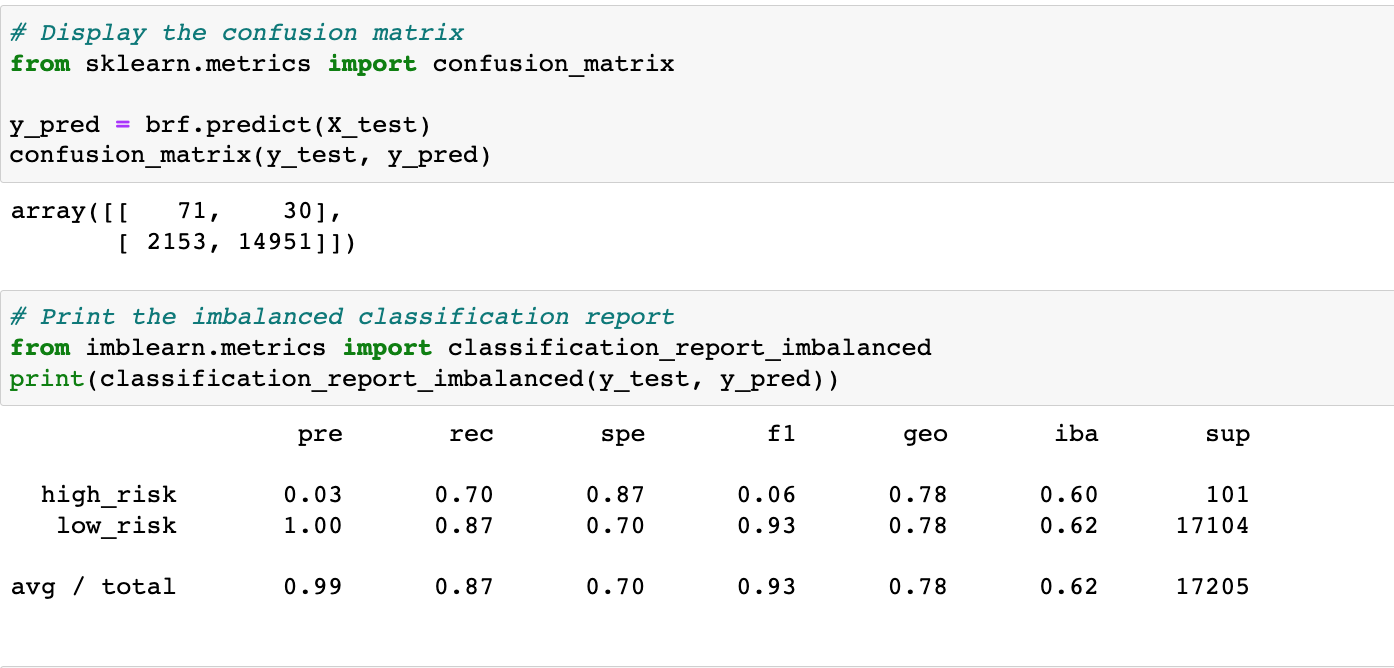 # Display the confusion matrix
from sklearn.metrics import confusion_matrix
y_pred = brf.predict(X_test)
confusion_matrix(y_test, y_pred)
array([[   71,    30],
       [ 2153, 14951]])
# Print the imbalanced classification report
from imblearn.metrics import classification_report_imbalanced
print(classification_report_imbalanced(y_test, y_pred))
                   pre       rec       spe        f1       geo       iba       sup
  high_risk       0.03      0.70      0.87      0.06      0.78      0.60       101
   low_risk       1.00      0.87      0.70      0.93      0.78      0.62     17104
avg / total       0.99      0.87      0.70      0.93      0.78      0.62     17205